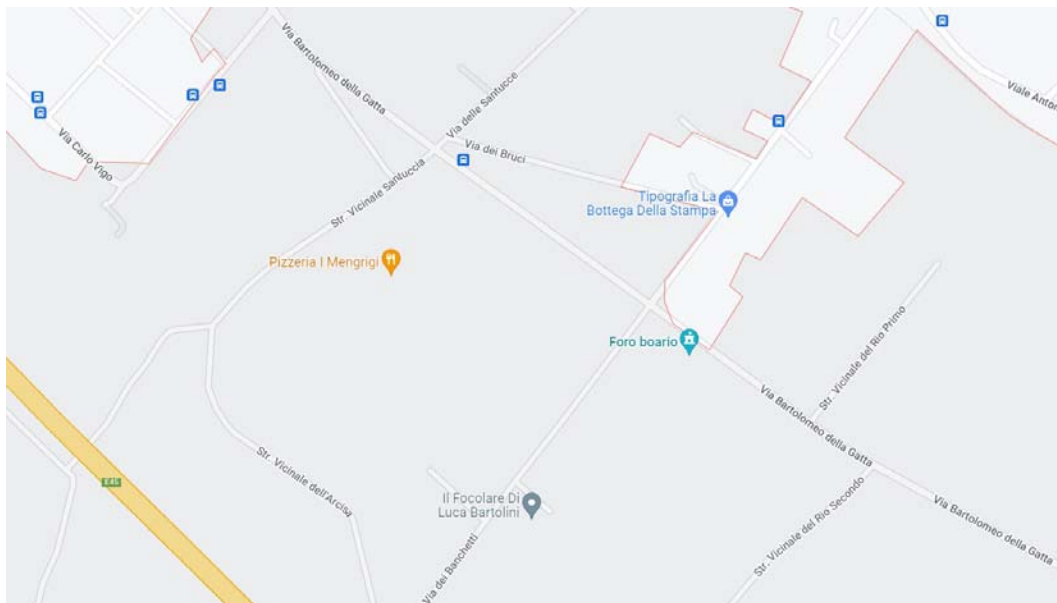 Via Bartolomeo della Gatta
Viale Anton
Via delle Santucce
Via Carlo Vigo
Via dei Bruci
Str. Vicinale Santuccia
Tipografia La
Bottega Della Stampa
Pizzeria I Mengrigi
Foro boario
Str. Vicinale del Rio Primo
Via Bartolomeo della Gatta
E45
Str. Vicinale dell'Arcisa
Il Focolare Di
Luca Bartolini
Str. Vicinale del Rio Secondo
Via Bartolomeo della Gatta
Via dei Banchetti